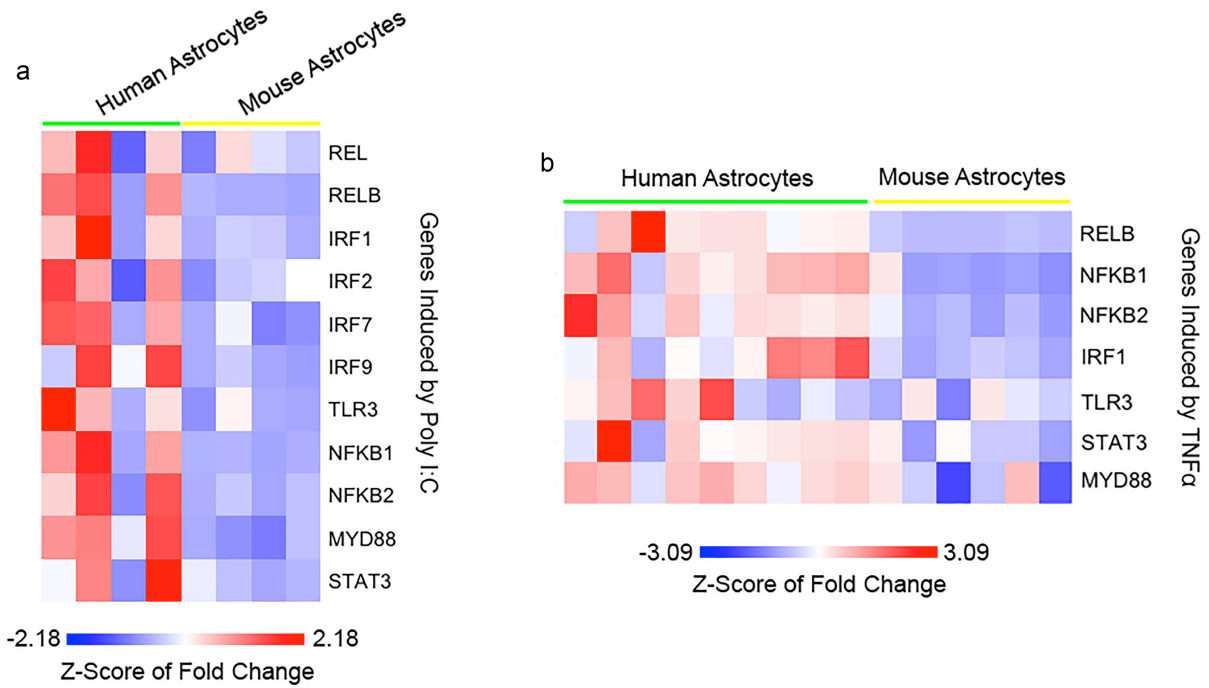 a
Human Astrocytes
Mouse Astrocytes
REL
RELB
IRF1
IRF2
IRF7
IRF9
TLR3
NFKB1
NFKB2
MYD88
STAT3
Genes Induced by Poly I:C
-2.18
2.18
Z-Score of Fold Change
b
Human Astrocytes
Mouse Astrocytes
RELB
NFKB1
NFKB2
IRF1
TLR3
STAT3
MYD88
Genes Induced by TNFα
-3.09
3.09
Z-Score of Fold Change